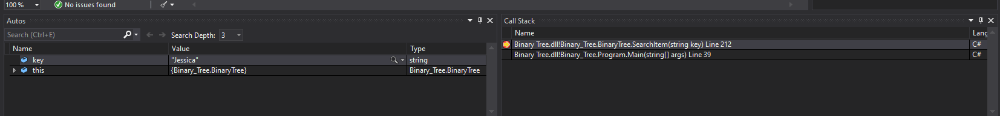 100 % No issues found
Autos
Search (Ctrl+E) Search Depth: 3
Name Value Type
key "Jessica" string
this {Binary_Tree.BinaryTree} Binary_Tree.BinaryTree
Call Stack
Name Lang
Binary Tree.dll!Binary_Tree.BinaryTree.SearchItem(string key) Line 212 C#
Binary Tree.dll!Binary_Tree.Program.Main(string[] args) Line 39 C#